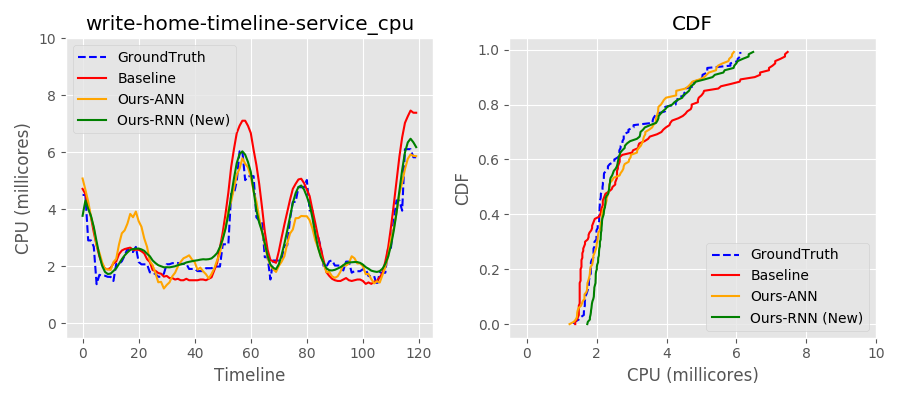 write-home-timeline-service_cpu
CPU (millicores)
10
8
6
4
2
0
GroundTruth
Baseline
Ours-ANN
Ours-RNN (New)
0 20 40 60 80 100 120
Timeline
CDF
CDF
1.0
0.8
0.6
0.4
0.2
0.0
GroundTruth
Baseline
Ours-ANN
Ours-RNN (New)
0 2 4 6 8 10
CPU (millicores)